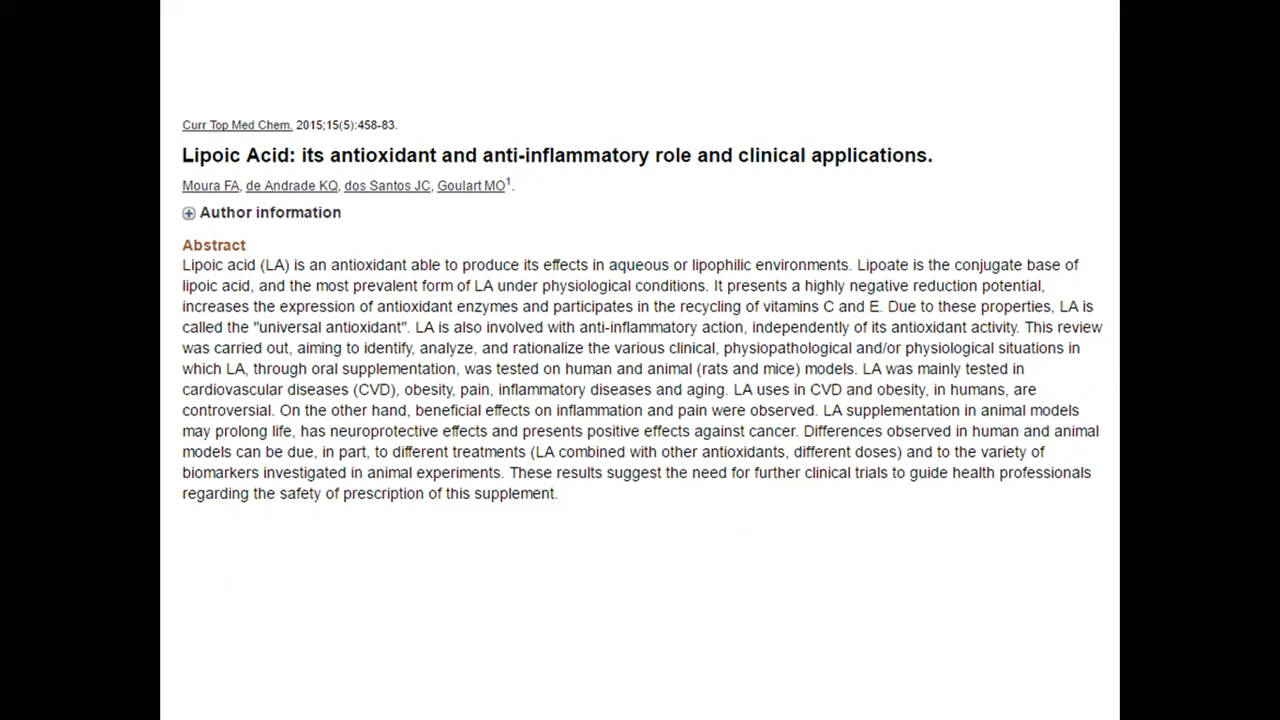 Curr Top Med Chem. 2015;15(5):458-83.
Lipoic Acid: its antioxidant and anti-inflammatory role and clinical applications.
Moura FA, de Andrade KQ, dos Santos JC, Goulart MO1.
Author information
Abstract
Lipoic acid (LA) is an antioxidant able to produce its effects in aqueous or lipophilic environments. Lipoate is the conjugate base of
lipoic acid, and the most prevalent form of LA under physiological conditions. It presents a highly negative reduction potential,
increases the expression of antioxidant enzymes and participates in the recycling of vitamins C and E. Due to these properties, LA is
called the "universal antioxidant". LA is also involved with anti-inflammatory action, independently of its antioxidant activity. This review
was carried out, aiming to identify, analyze, and rationalize the various clinical, physiopathological and/or physiological situations in
which LA, through oral supplementation, was tested on human and animal (rats and mice) models. LA was mainly tested in
cardiovascular diseases (CVD), obesity, pain, inflammatory diseases and aging. LA uses in CVD and obesity, in humans, are
controversial. On the other hand, beneficial effects on inflammation and pain were observed. LA supplementation in animal models
may prolong life, has neuroprotective effects and presents positive effects against cancer. Differences observed in human and animal
models can be due, in part, to different treatments (LA combined with other antioxidants, different doses) and to the variety of
biomarkers investigated in animal experiments. These results suggest the need for further clinical trials to guide health professionals
regarding the safety of prescription of this supplement.